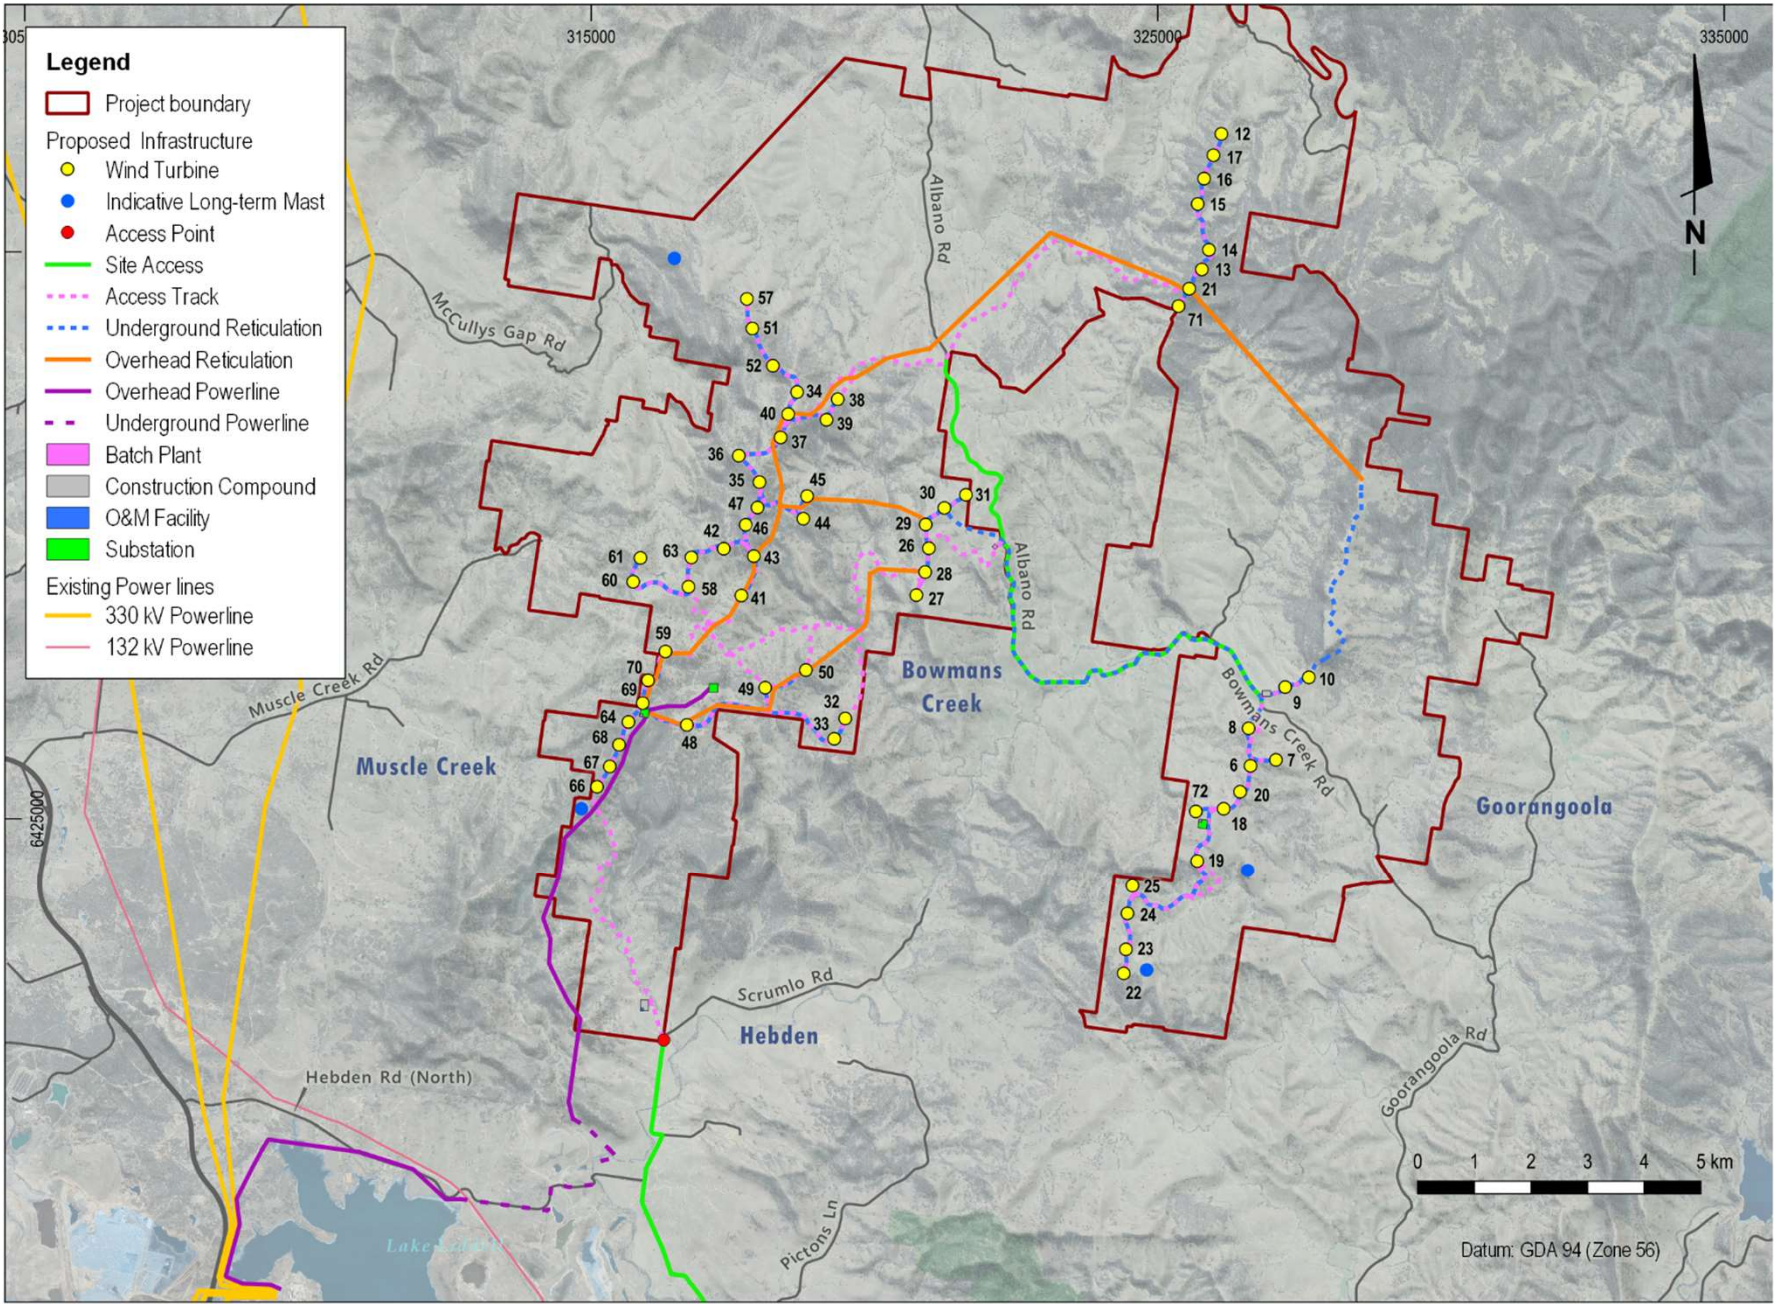 305
315000
325000
335000
Legend
Project boundary
Proposed Infrastructure
Wind Turbine
Indicative Long-term Mast
Access Point
Site Access
Access Track
Underground Reticulation
Overhead Reticulation
Overhead Powerline
Underground Powerline
Batch Plant
Construction Compound
O&M Facility
Substation
Existing Power lines
330 kV Powerline
132 kV Powerline
N
Albano Rd
McCullys Gap Rd
12
17
16
15
14
13
21
71
57
51
52
34
38
40
39
37
36
35
45
47
44
46
42
43
30
31
29
26
28
27
61
63
60
58
41
59
70
69
64
68
67
66
50
49
48
32
33
Albano Rd
Bowmans
Creek
Bowmans Creek Rd
10
9
8
7
6
20
72
18
19
25
24
23
22
Muscle Creek Rd
Muscle Creek
6425000
Goorangoola
Scrumlo Rd
Hebden
Hebden Rd (North)
Goorangoola Rd
Pictons Ln
0 1 2 3 4 5 km
Datum: GDA 94 (Zone 56)